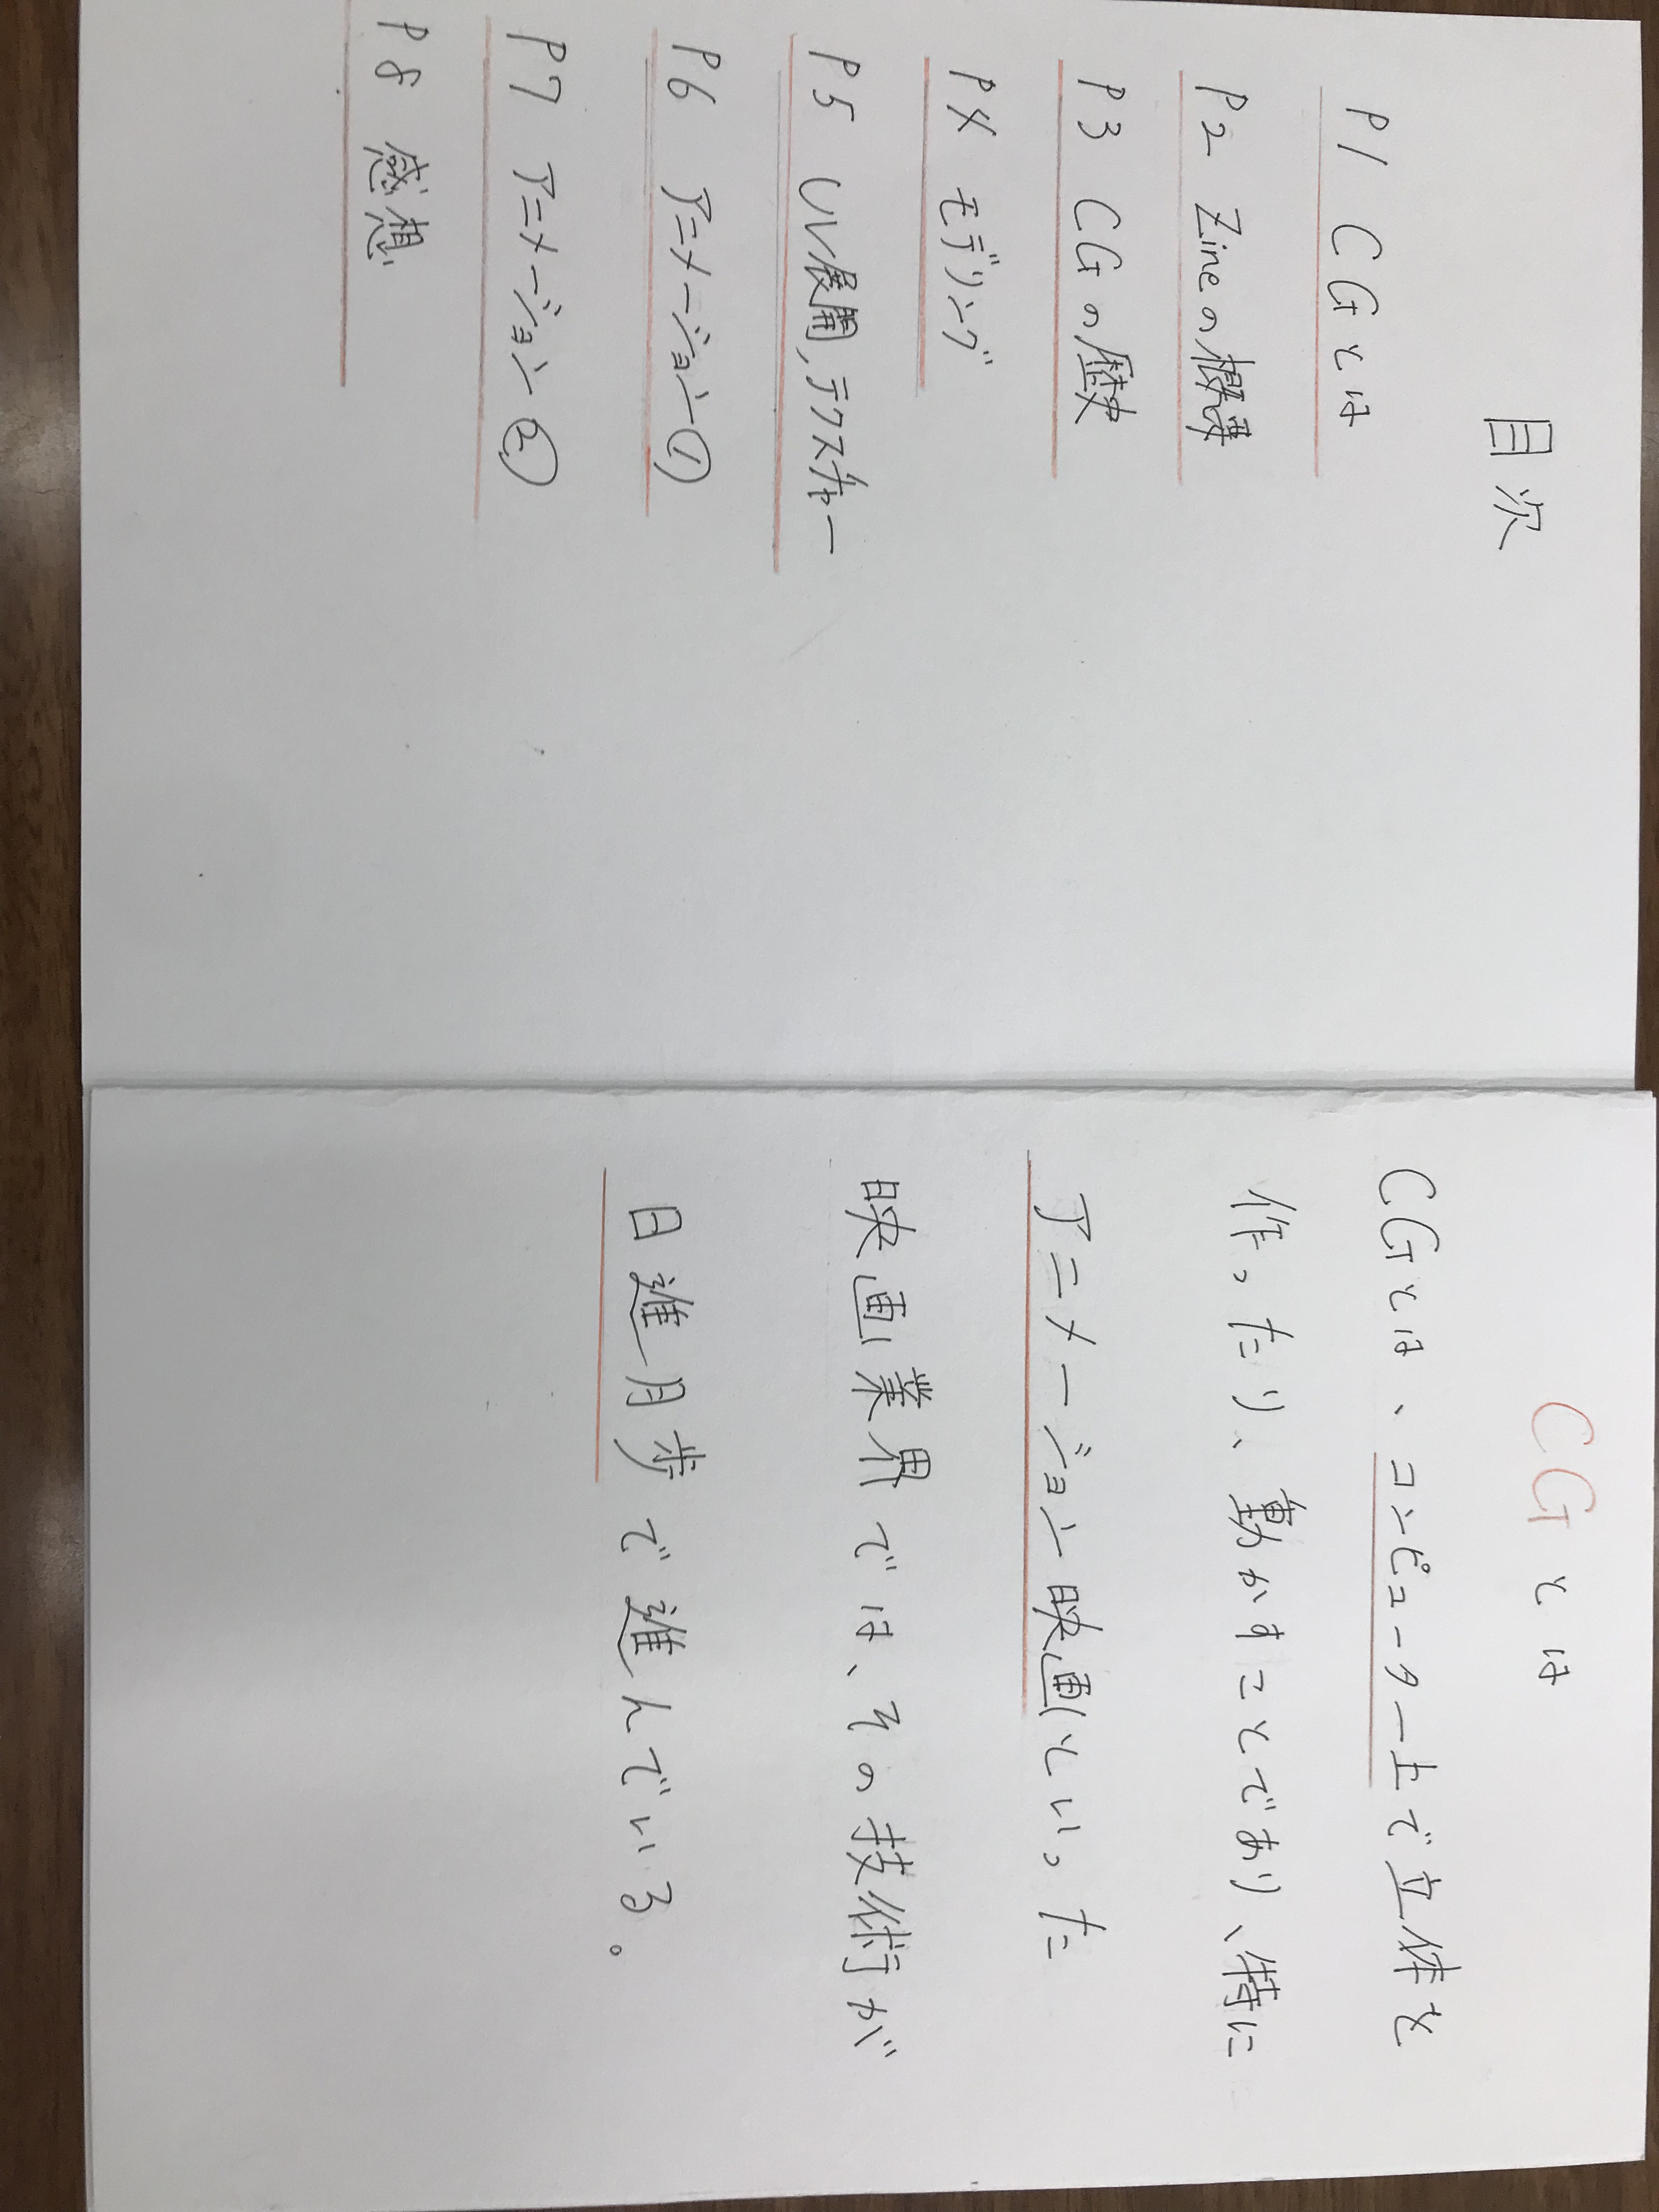 目次
P1 CGとは
P2 Zineの概要
P3 CGの歴史
P4 モデリング
P5 UV展開,テクスチャー
P6 アニメーション①
P7 アニメーション②
P8 感想
CGとは
CGとは、コンピューター上で立体を
作ったり、動かすことであり、特に
アニメーション映画といった
映画業界では、その技術が
日進月歩で進んでいる。